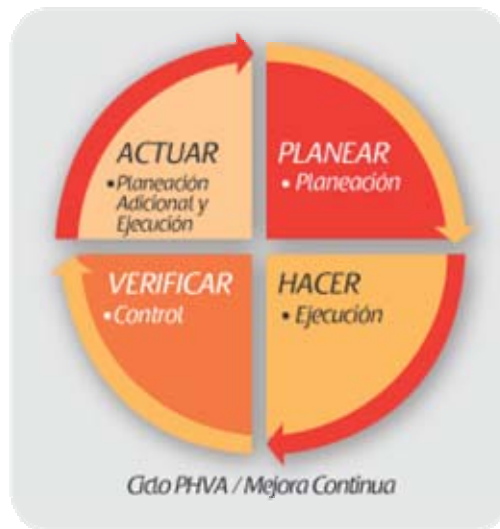 ACTUAR
•Planeación
Adicional y
Ejecución
PLANEAR
• Planeación
VERIFICAR
•Control
HACER
• Ejecución
Ciclo PHVA / Mejora Continua